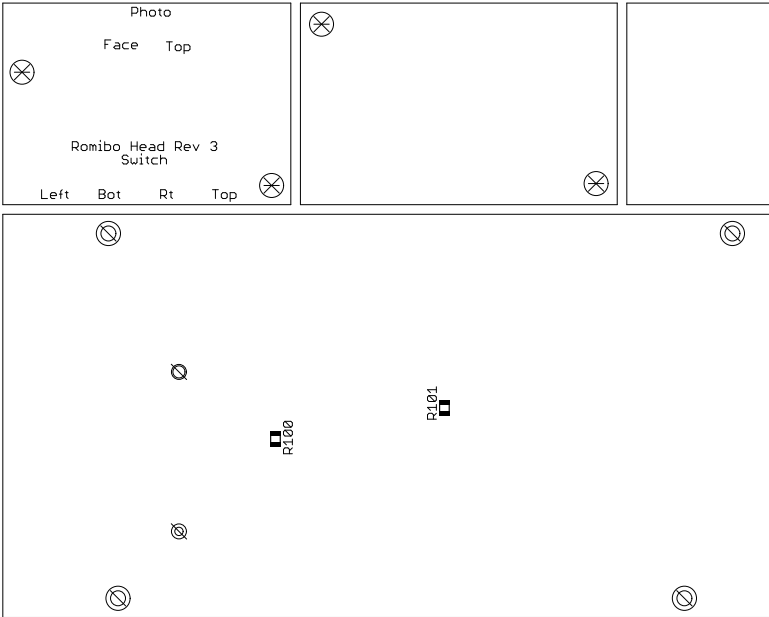 Photo
Face Top
Romibo Head Rev 3
Switch
Left Bot Rt Top
R101
R100